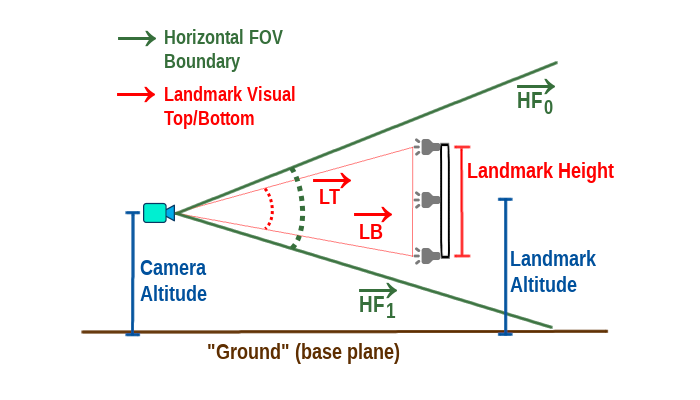 Horizontal FOV
Boundary
Landmark Visual
Top/Bottom
HF0
Landmark Height
LT
LB
Camera
Altitude
Landmark
Altitude
HF1
"Ground" (base plane)